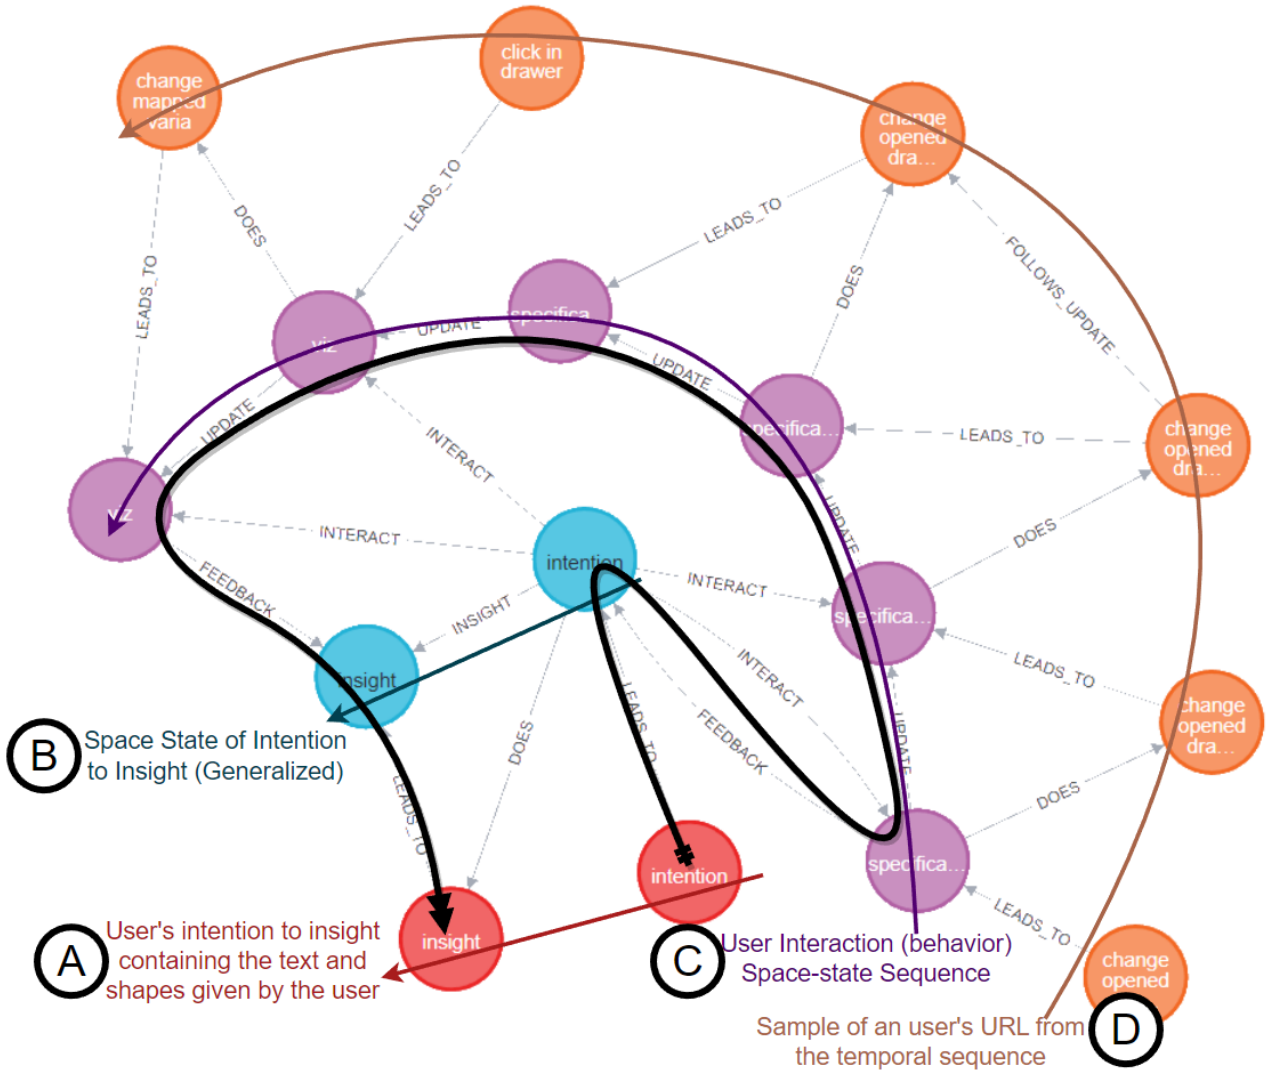 click in
drawer
change
mapped
varia
change
opened
dra...
LEADS_TO
DOES
LEADS_TO
LEADS_TO
DOES
FOLLOWS_UPDATE
specifica...
viz
UPDATE
UPDATE
specifica...
LEADS_TO
change
opened
dra...
UPDATE
INTERACT
UPDATE
viz
INTERACT
intention
DOES
FEEDBACK
INSIGHT
INTERACT
specifica...
LEADS_TO
insight
INTERACT
LEADS_TO
FEEDBACK
UPDATE
change
opened
dra...
B
Space State of Intention
to Insight (Generalized)
DOES
LEADS_TO
DOES
specifica...
intention
LEADS_TO
A
User's intention to insight
containing the text and
shapes given by the user
insight
C
User Interaction (behavior)
Space-state Sequence
change
opened
D
Sample of an user's URL from
the temporal sequence